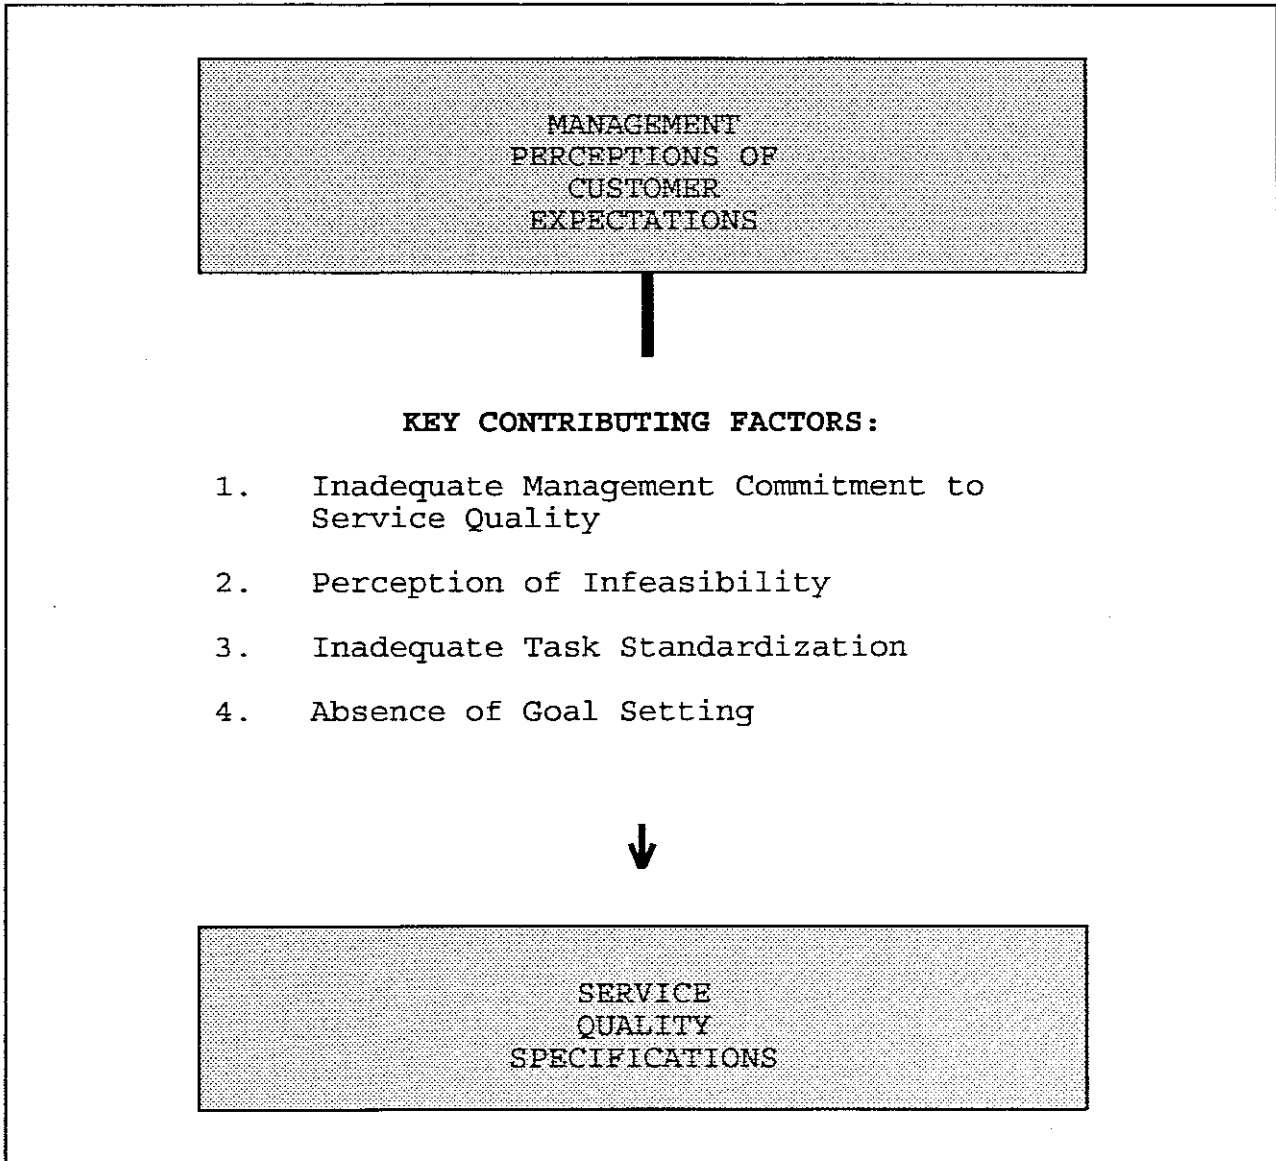 MANAGEMENT
PERCEPTIONS OF
CUSTOMER
EXPECTATIONS
KEY CONTRIBUTING FACTORS:
1. Inadequate Management Commitment to
Service Quality
2. Perception of Infeasibility
3. Inadequate Task Standardization
4. Absence of Goal Setting
SERVICE
QUALITY
SPECIFICATIONS